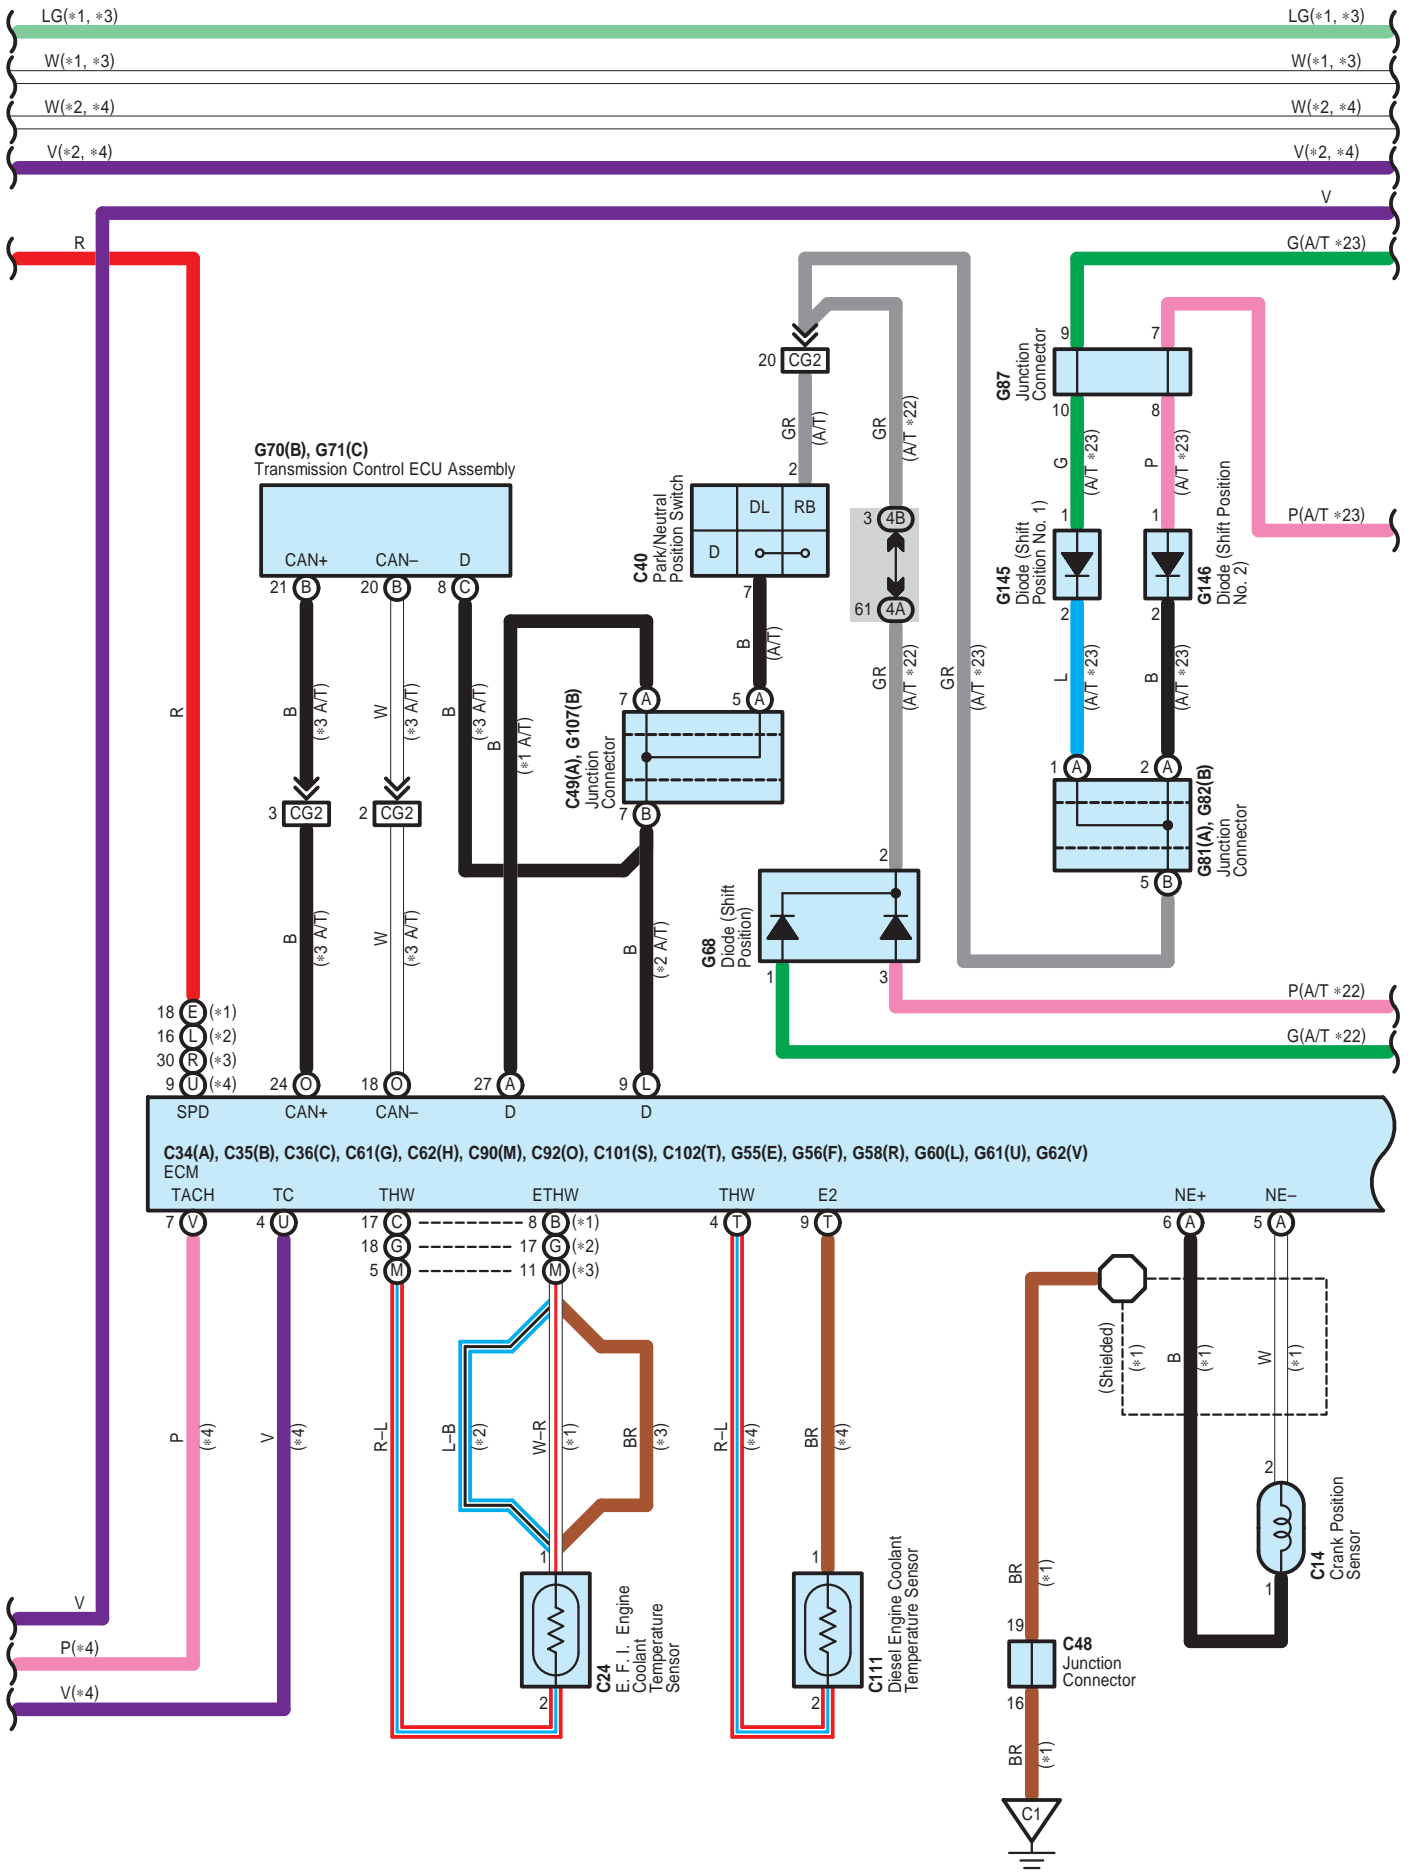 LG(*1, *3) LG(*1, *3)
W(*1, *3) W(*1, *3)
W(*2, *4) W(*2, *4)
V(*2, *4) V(*2, *4)
V
R G(A/T *23)
9 7
20 CG2
G87
Junction
Connector
10 8
GR
(A/T)
GR
(A/T *22)
G
(A/T *23)
P
(A/T *23)
G70(B), G71(C)
Transmission Control ECU Assembly
CAN+ CAN– D
21 B 20 B 8 C
2
DL RB
D
C40
Park/Neutral
Position Switch
7
3 4B
61 4A
1 1
P(A/T *23)
G145
Diode (Shift
Position No. 1)
G146
Diode (Shift Position
No. 2)
2 2
B
(A/T)
R
B
(*3 A/T)
W
(*3 A/T)
B
(*3 A/T)
B
(*1 A/T)
GR
(A/T *22)
GR
(A/T *23)
L
(A/T *23)
B
(A/T *23)
7 A 5 A
C49(A), G107(B)
Junction
Connector
7 B
3 CG2 2 CG2
1 A 2 A
G81(A), G82(B)
Junction
Connector
5 B
B
(*3 A/T)
W
(*3 A/T)
B
(*2 A/T)
2
G68
Diode (Shift
Position)
1 3
P(A/T *22)
G(A/T *22)
18 E (*1)
16 L (*2)
30 R (*3)
9 U (*4) 24 O 18 O 27 A 9 L
SPD CAN+ CAN– D D
C34(A), C35(B), C36(C), C61(G), C62(H), C90(M), C92(O), C101(S), C102(T), G55(E), G56(F), G58(R), G60(L), G61(U), G62(V)
ECM
TACH TC THW ETHW THW E2 NE+ NE–
7 V 4 U 17 C 8 B (*1) 4 T 9 T 6 A 5 A
18 G 17 G (*2)
5 M 11 M (*3)
(Shielded)
(*1)
B
(*1)
W
(*1)
P
(*4)
V
(*4)
R–L
L–B
(*2)
W–R
(*1)
BR
(*3)
R–L
(*4)
BR
(*4)
2
C14
Crank Position
Sensor
1
1 1
BR
(*1)
C24
E. F. I. Engine
Coolant
Temperature
Sensor
C111
Diesel Engine Coolant
Temperature Sensor
2 2
V
P(*4)
V(*4)
19
C48
Junction
Connector
16
BR
(*1)
C1